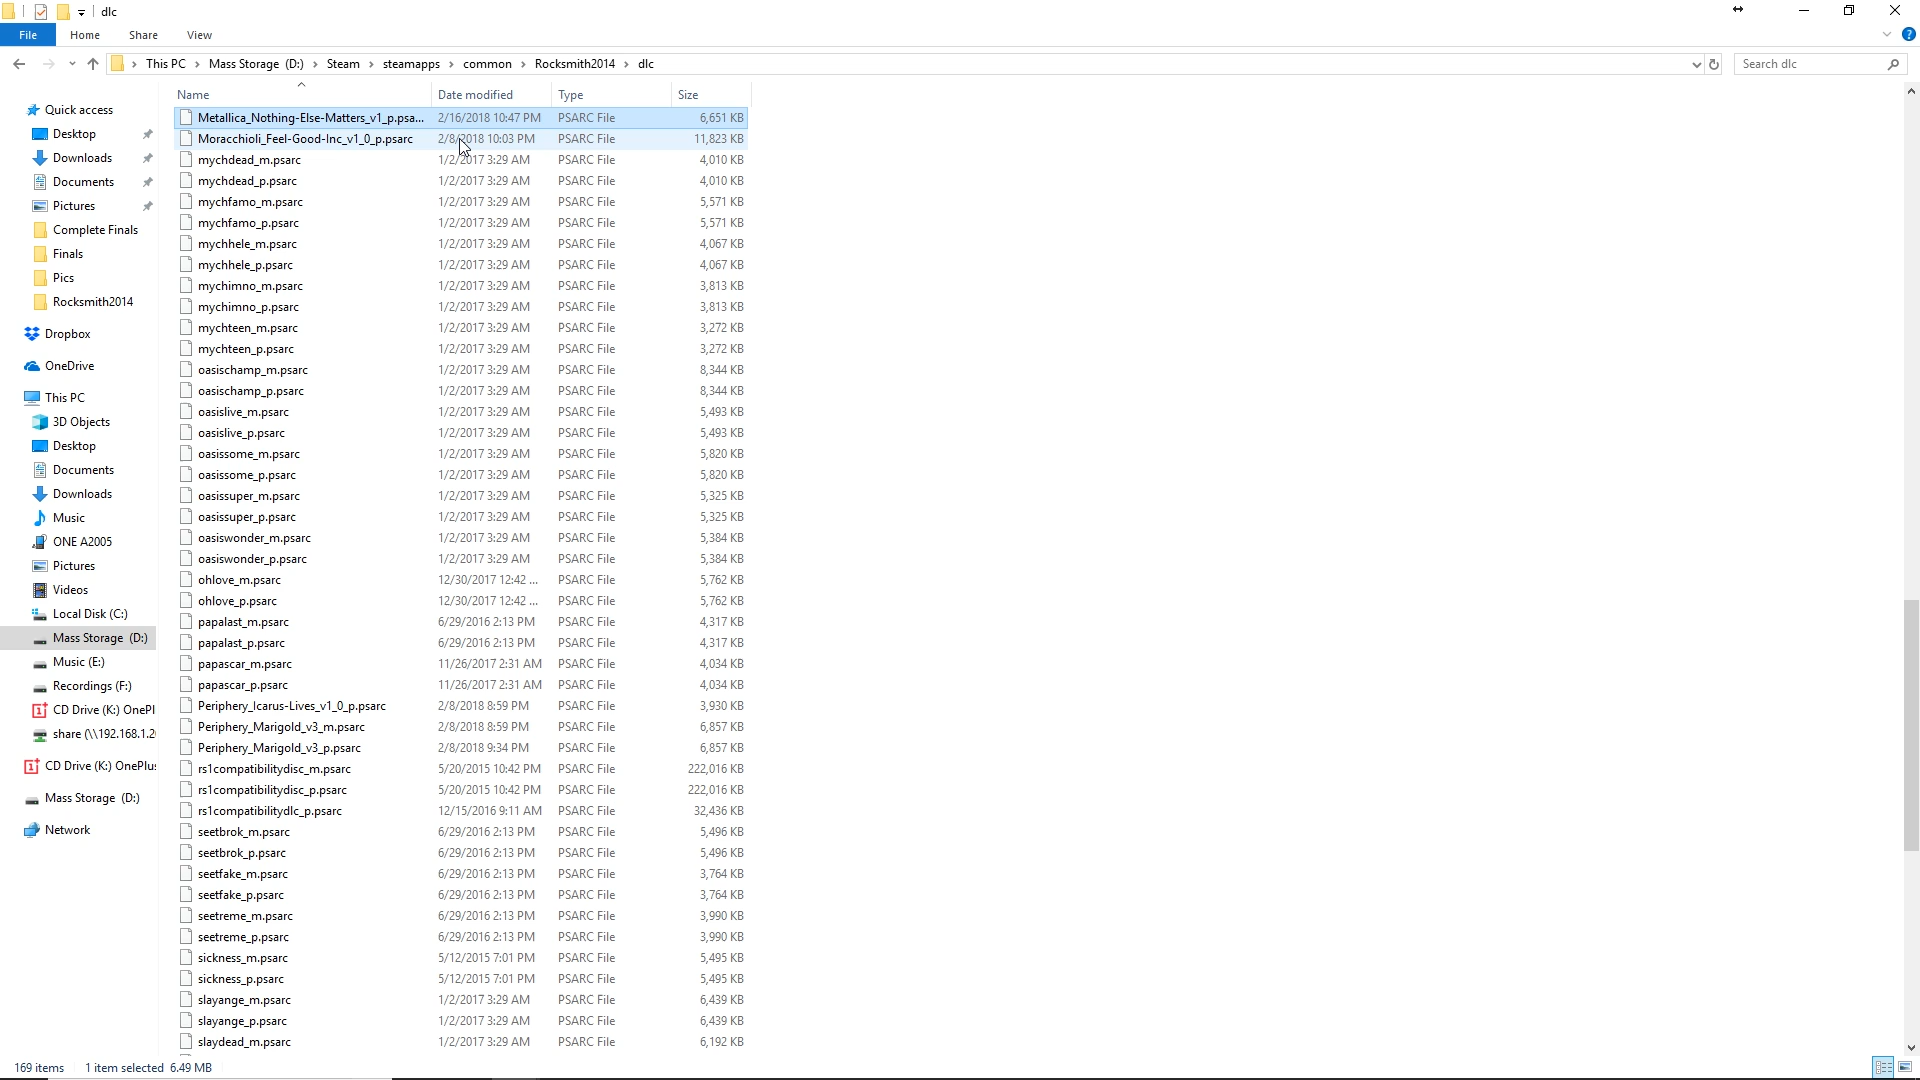 dlc
File Home Share View
This PC Mass Storage (D:) Steam steamapps common Rocksmith2014 dlc Search dlc
Name Date modified Type Size
Quick access
Desktop
Downloads
Documents
Pictures
Complete Finals
Finals
Pics
Rocksmith2014
Dropbox
OneDrive
This PC
3D Objects
Desktop
Documents
Downloads
Music
ONE A2005
Pictures
Videos
Local Disk (C:)
Mass Storage (D:)
Music (E:)
Recordings (F:)
CD Drive (K:) OnePl
share (\\192.168.1.20
CD Drive (K:) OnePlus
Mass Storage (D:)
Network
Metallica_Nothing-Else-Matters_v1_p.psa... 2/16/2018 10:47 PM PSARC File 6,651 KB
Moracchioli_Feel-Good-Inc_v1_0_p.psarc 2/8/2018 10:03 PM PSARC File 11,823 KB
mychdead_m.psarc 1/2/2017 3:29 AM PSARC File 4,010 KB
mychdead_p.psarc 1/2/2017 3:29 AM PSARC File 4,010 KB
mychfamo_m.psarc 1/2/2017 3:29 AM PSARC File 5,571 KB
mychfamo_p.psarc 1/2/2017 3:29 AM PSARC File 5,571 KB
mychhele_m.psarc 1/2/2017 3:29 AM PSARC File 4,067 KB
mychhele_p.psarc 1/2/2017 3:29 AM PSARC File 4,067 KB
mychimno_m.psarc 1/2/2017 3:29 AM PSARC File 3,813 KB
mychimno_p.psarc 1/2/2017 3:29 AM PSARC File 3,813 KB
mychteen_m.psarc 1/2/2017 3:29 AM PSARC File 3,272 KB
mychteen_p.psarc 1/2/2017 3:29 AM PSARC File 3,272 KB
oasischamp_m.psarc 1/2/2017 3:29 AM PSARC File 8,344 KB
oasischamp_p.psarc 1/2/2017 3:29 AM PSARC File 8,344 KB
oasislive_m.psarc 1/2/2017 3:29 AM PSARC File 5,493 KB
oasislive_p.psarc 1/2/2017 3:29 AM PSARC File 5,493 KB
oasissome_m.psarc 1/2/2017 3:29 AM PSARC File 5,820 KB
oasissome_p.psarc 1/2/2017 3:29 AM PSARC File 5,820 KB
oasissuper_m.psarc 1/2/2017 3:29 AM PSARC File 5,325 KB
oasissuper_p.psarc 1/2/2017 3:29 AM PSARC File 5,325 KB
oasiswonder_m.psarc 1/2/2017 3:29 AM PSARC File 5,384 KB
oasiswonder_p.psarc 1/2/2017 3:29 AM PSARC File 5,384 KB
ohlove_m.psarc 12/30/2017 12:42 ... PSARC File 5,762 KB
ohlove_p.psarc 12/30/2017 12:42 ... PSARC File 5,762 KB
papalast_m.psarc 6/29/2016 2:13 PM PSARC File 4,317 KB
papalast_p.psarc 6/29/2016 2:13 PM PSARC File 4,317 KB
papascar_m.psarc 11/26/2017 2:31 AM PSARC File 4,034 KB
papascar_p.psarc 11/26/2017 2:31 AM PSARC File 4,034 KB
Periphery_Icarus-Lives_v1_0_p.psarc 2/8/2018 8:59 PM PSARC File 3,930 KB
Periphery_Marigold_v3_m.psarc 2/8/2018 8:59 PM PSARC File 6,857 KB
Periphery_Marigold_v3_p.psarc 2/8/2018 9:34 PM PSARC File 6,857 KB
rs1compatibilitydisc_m.psarc 5/20/2015 10:42 PM PSARC File 222,016 KB
rs1compatibilitydisc_p.psarc 5/20/2015 10:42 PM PSARC File 222,016 KB
rs1compatibilitydlc_p.psarc 12/15/2016 9:11 AM PSARC File 32,436 KB
seetbrok_m.psarc 6/29/2016 2:13 PM PSARC File 5,496 KB
seetbrok_p.psarc 6/29/2016 2:13 PM PSARC File 5,496 KB
seetfake_m.psarc 6/29/2016 2:13 PM PSARC File 3,764 KB
seetfake_p.psarc 6/29/2016 2:13 PM PSARC File 3,764 KB
seetreme_m.psarc 6/29/2016 2:13 PM PSARC File 3,990 KB
seetreme_p.psarc 6/29/2016 2:13 PM PSARC File 3,990 KB
sickness_m.psarc 5/12/2015 7:01 PM PSARC File 5,495 KB
sickness_p.psarc 5/12/2015 7:01 PM PSARC File 5,495 KB
slayange_m.psarc 1/2/2017 3:29 AM PSARC File 6,439 KB
slayange_p.psarc 1/2/2017 3:29 AM PSARC File 6,439 KB
slaydead_m.psarc 1/2/2017 3:29 AM PSARC File 6,192 KB
169 items 1 item selected 6.49 MB